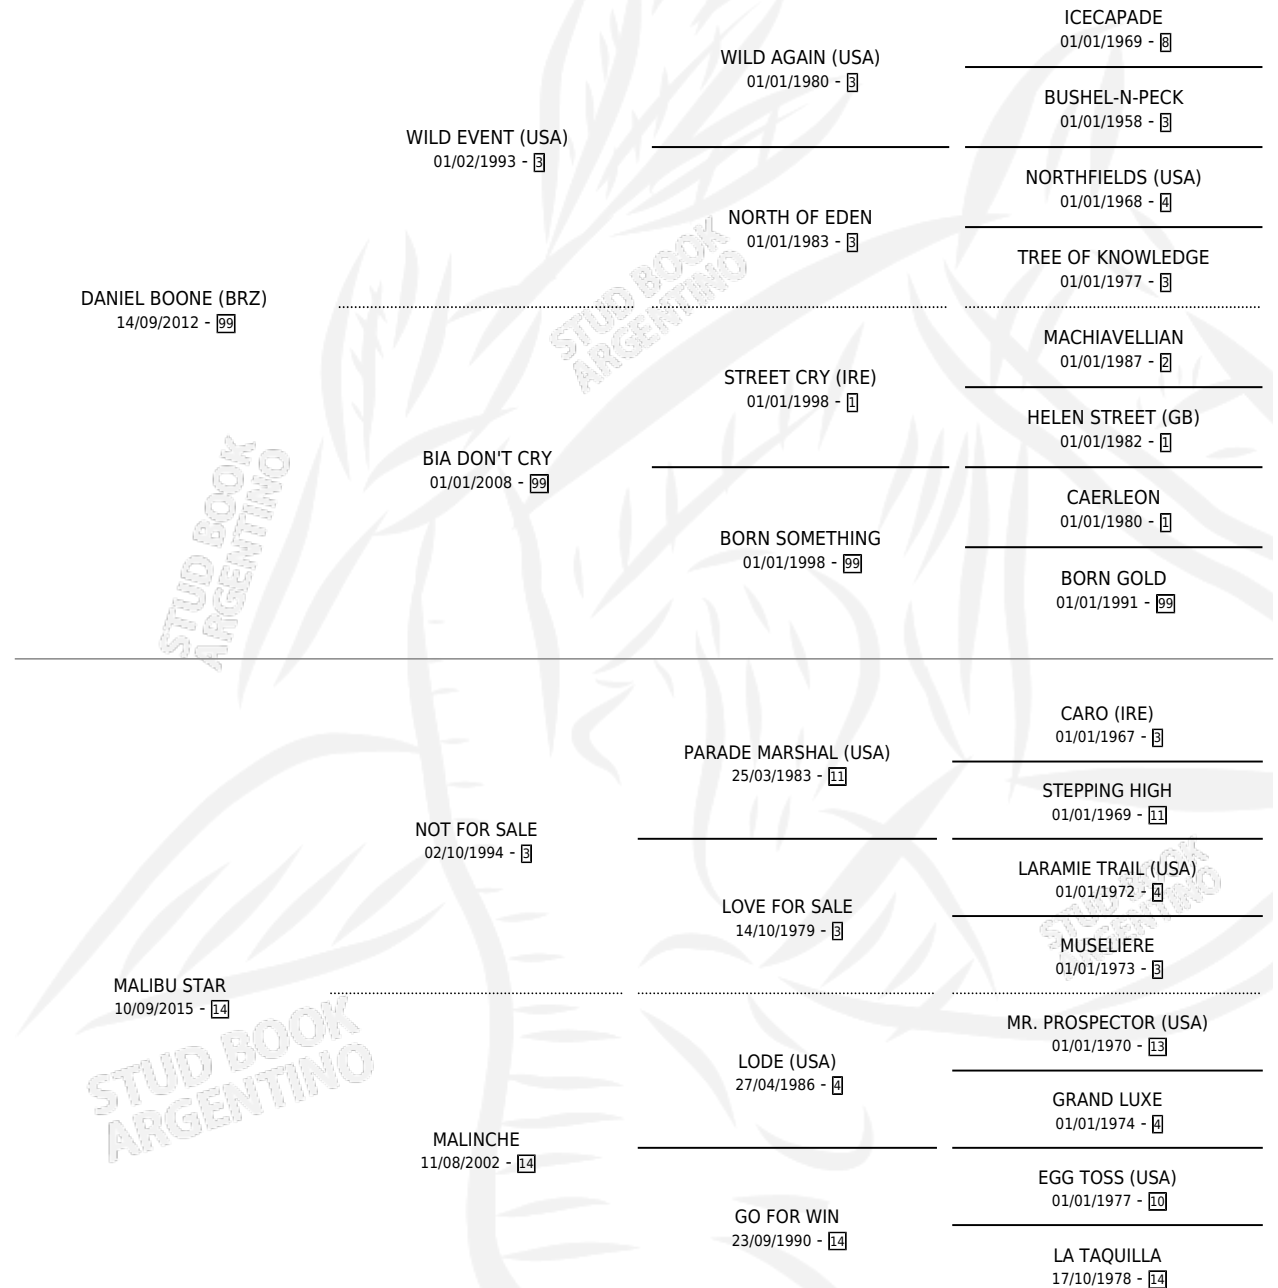 ICECAPADE
01/01/1969 - 8
WILD AGAIN (USA)
01/01/1980 - 3
BUSHEL-N-PECK
01/01/1958 - 3
WILD EVENT (USA)
01/02/1993 - 3
NORTHFIELDS (USA)
01/01/1968 - 4
NORTH OF EDEN
01/01/1983 - 3
TREE OF KNOWLEDGE
01/01/1977 - 3
DANIEL BOONE (BRZ)
14/09/2012 - 99
MACHIAVELLIAN
01/01/1987 - 2
STREET CRY (IRE)
01/01/1998 - 1
HELEN STREET (GB)
01/01/1982 - 1
BIA DON'T CRY
01/01/2008 - 99
CAERLEON
01/01/1980 - 1
BORN SOMETHING
01/01/1998 - 99
BORN GOLD
01/01/1991 - 99
STUD BOOK
ARGENTINO
STUD BOOK
ARGENTINO
CARO (IRE)
01/01/1967 - 3
PARADE MARSHAL (USA)
25/03/1983 - 11
STEPPING HIGH
01/01/1969 - 11
NOT FOR SALE
02/10/1994 - 3
LARAMIE TRAIL (USA)
01/01/1972 - 4
LOVE FOR SALE
14/10/1979 - 3
MUSELIERE
01/01/1973 - 3
STUD BOOK
ARGENTINO
MALIBU STAR
10/09/2015 - 14
MR. PROSPECTOR (USA)
01/01/1970 - 13
LODE (USA)
27/04/1986 - 4
GRAND LUXE
01/01/1974 - 4
MALINCHE
11/08/2002 - 14
EGG TOSS (USA)
01/01/1977 - 10
GO FOR WIN
23/09/1990 - 14
LA TAQUILLA
17/10/1978 - 14
STUD BOOK
ARGENTINO